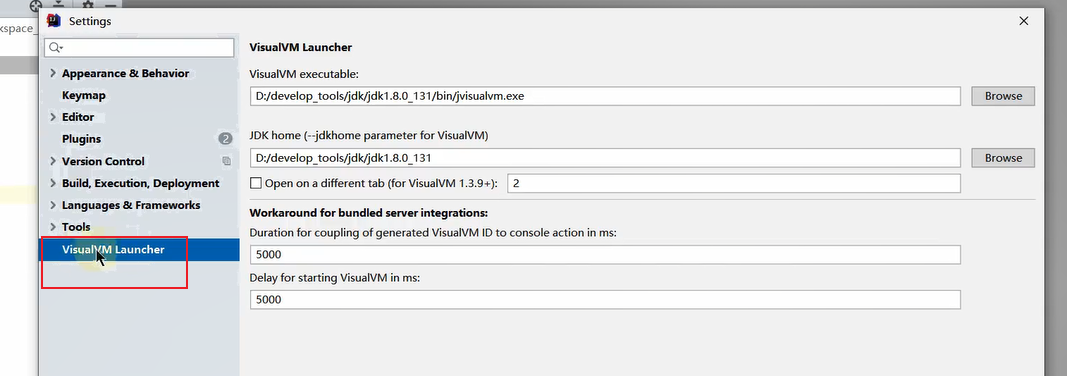 Settings
kspace_
Appearance & Behavior
Keymap
Editor
Plugins
2
Version Control
Build, Execution, Deployment
Languages & Frameworks
Tools
VisualVM Launcher
VisualVM Launcher
VisualVM executable:
D:/develop_tools/jdk/jdk1.8.0_131/bin/jvisualvm.exe
Browse
JDK home (--jdkhome parameter for VisualVM)
D:/develop_tools/jdk/jdk1.8.0_131
Browse
Open on a different tab (for VisualVM 1.3.9+):
2
Workaround for bundled server integrations:
Duration for coupling of generated VisualVM ID to console action in ms:
5000
Delay for starting VisualVM in ms:
5000